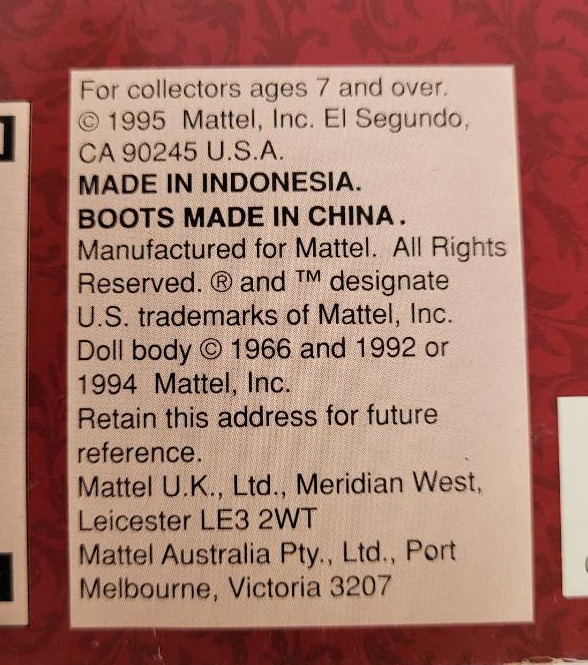 For collectors ages 7 and over.
© 1995 Mattel, Inc. El Segundo,
CA 90245 U.S.A.
MADE IN INDONESIA.
BOOTS MADE IN CHINA.
Manufactured for Mattel. All Rights
Reserved. ® and ™ designate
U.S. trademarks of Mattel, Inc.
Doll body © 1966 and 1992 or
1994 Mattel, Inc.
Retain this address for future
reference.
Mattel U.K., Ltd., Meridian West,
Leicester LE3 2WT
Mattel Australia Pty., Ltd., Port
Melbourne, Victoria 3207